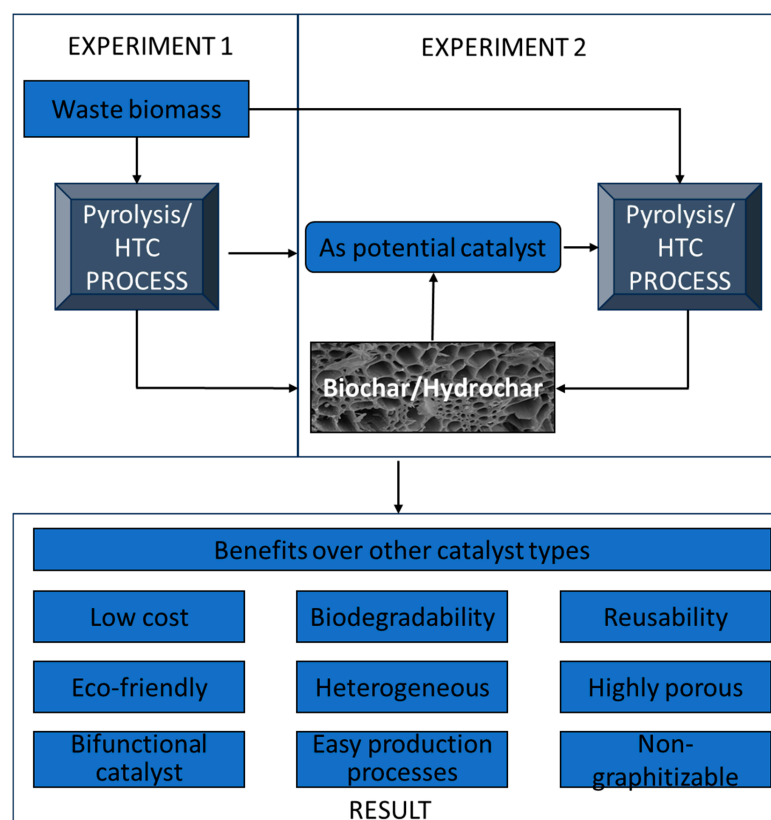 EXPERIMENT 1
EXPERIMENT 2
Waste biomass
Pyrolysis/
HTC
PROCESS
As potential catalyst
Pyrolysis/
HTC
PROCESS
Biochar/Hydrochar
Benefits over other catalyst types
Low cost
Biodegradability
Reusability
Eco-friendly
Heterogeneous
Highly porous
Bifunctional
catalyst
Easy production
processes
Non-
graphitizable
RESULT